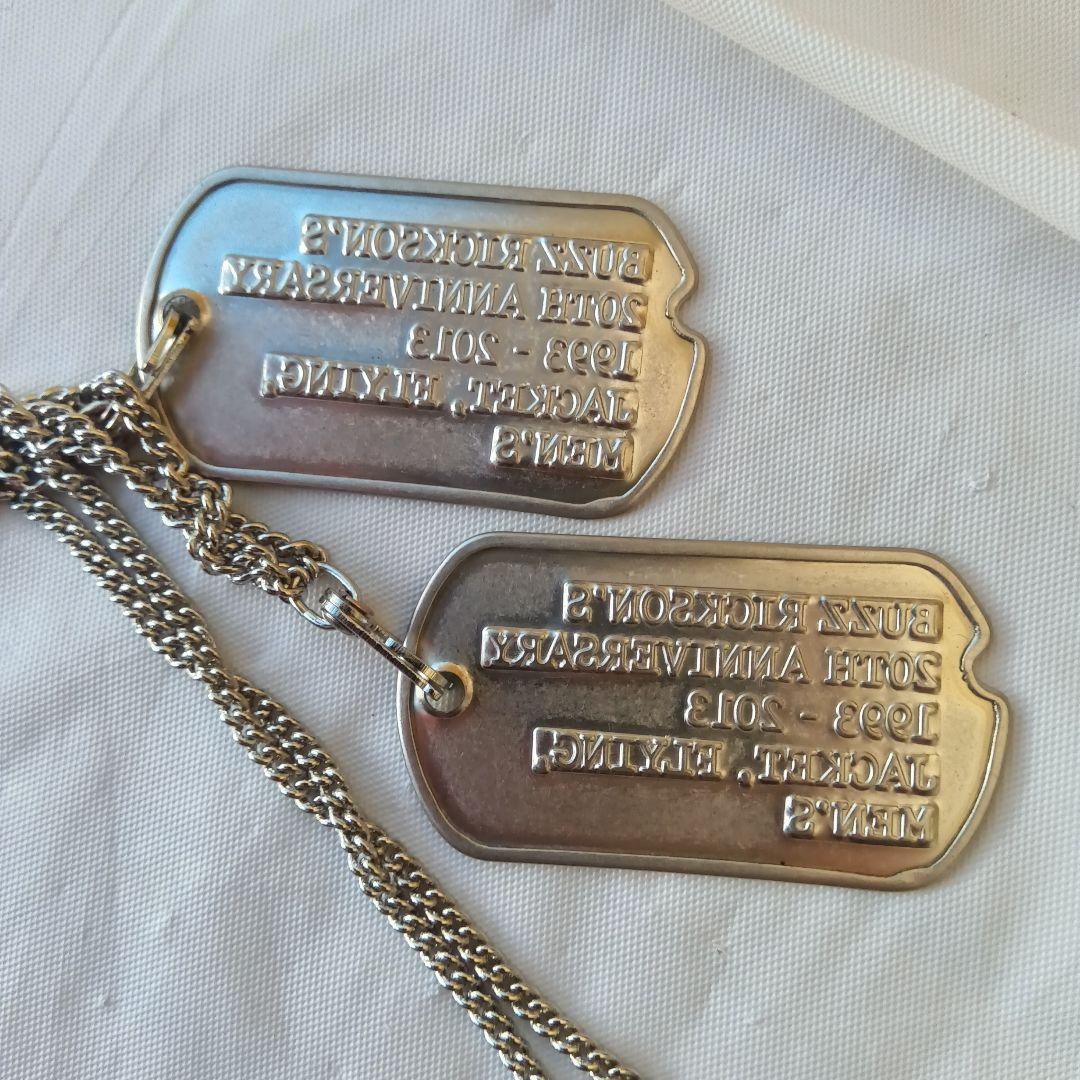 BUZZ RICKSON'S
20TH ANNIVERSARY
1993 - 2013
JACKET, FLYING,
MEN'S
BUZZ RICKSON'S
20TH ANNIVERSARY
1993 - 2013
JACKET, FLYING,
MEN'S